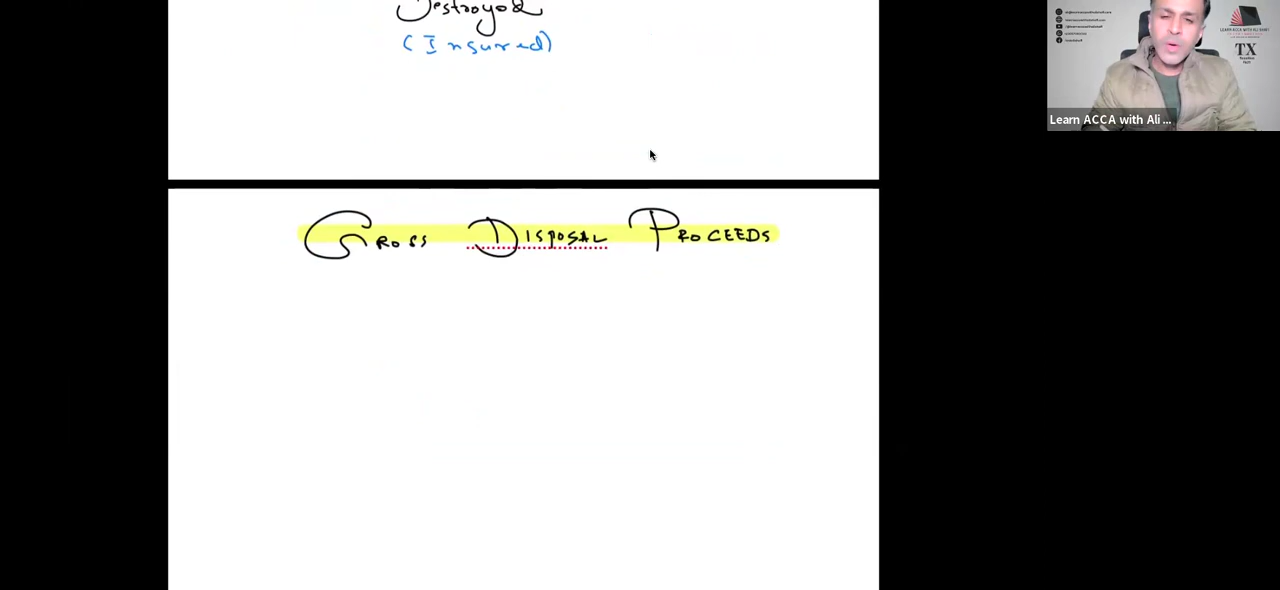 Destroyed
(Insured)
GROSS DISPOSAL PROCEEDS
TX
Learn ACCA with Ali ...